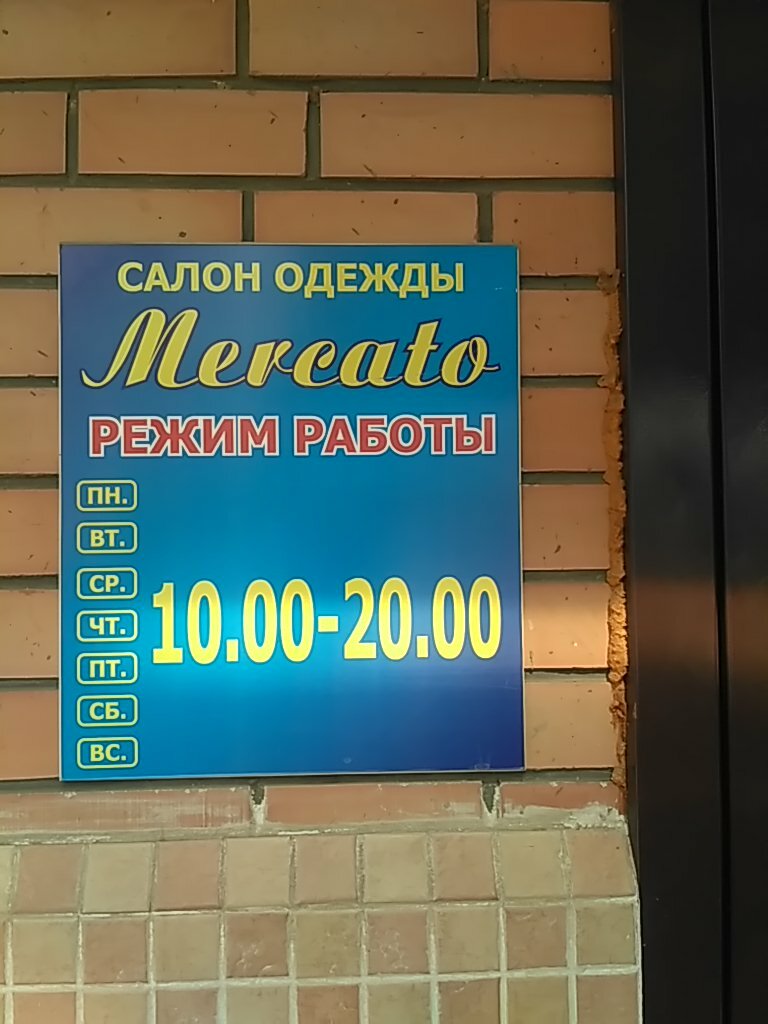 САЛОН ОДЕЖДЫ
Mercato
РЕЖИМ РАБОТЫ
ПН.
ВТ.
СР.
ЧТ.
ПТ.
СБ.
ВС.
10.00-20.00